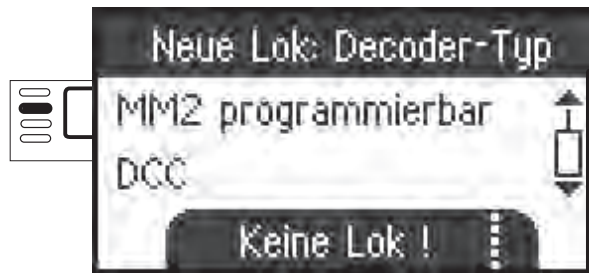 Neue Lok: Decoder-Typ
MM2 programmierbar
DCC
Keine Lok !